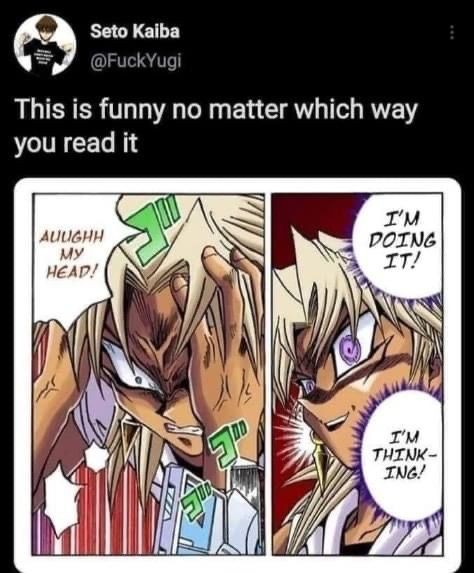 Seto Kaiba
@FuckYugi
This is funny no matter which way
you read it
AUUGHH
MY
HEAD!
I'M
DOING
IT!
I'M
THINK-
ING!